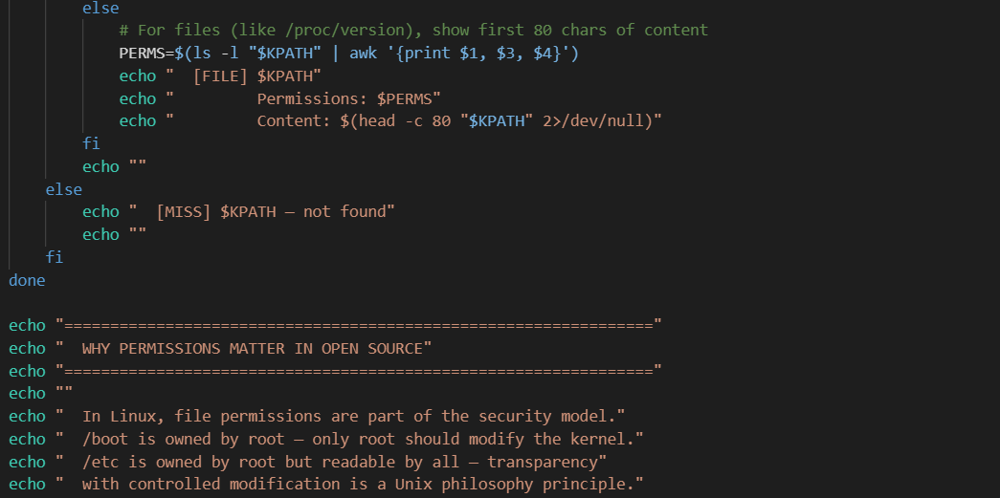 else
# For files (like /proc/version), show first 80 chars of content
PERMS=$(ls -l "$KPATH" | awk '{print $1, $3, $4}')
echo "  [FILE] $KPATH"
echo "         Permissions: $PERMS"
echo "         Content: $(head -c 80 "$KPATH" 2>/dev/null)"
fi
echo ""
else
echo "  [MISS] $KPATH — not found"
echo ""
fi
done
echo "================================================================"
echo "  WHY PERMISSIONS MATTER IN OPEN SOURCE"
echo "================================================================"
echo ""
echo "  In Linux, file permissions are part of the security model."
echo "  /boot is owned by root — only root should modify the kernel."
echo "  /etc is owned by root but readable by all — transparency"
echo "  with controlled modification is a Unix philosophy principle."